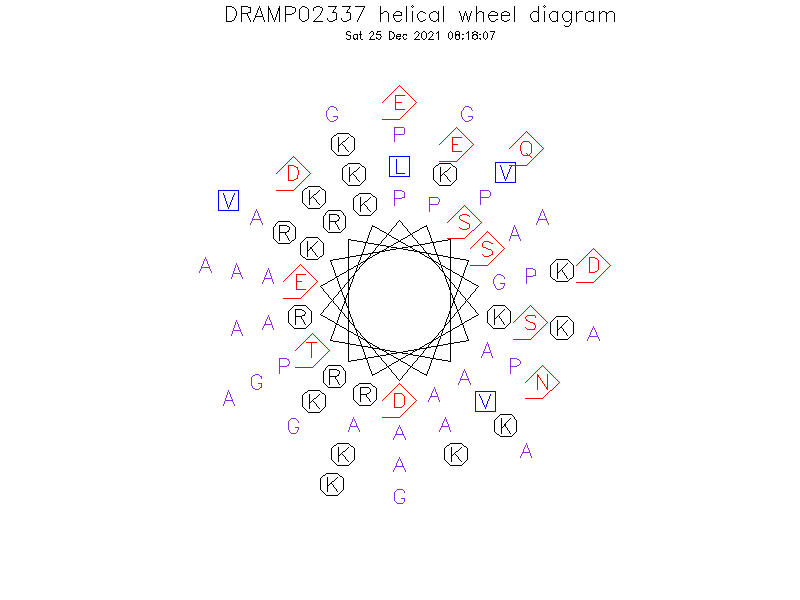 DRAMP02337 helical wheel diagram
Sat 25 Dec 2021 08:18:07
E
G G
P
K E Q
L
D K K V
V K P P
K P
A R S A
R A
K S
A D
A K
A P
E G
R K
A S
A K
A
T A
P P
R A
G N
R A
A K D V
G A A K
A
K K A
A
K
G